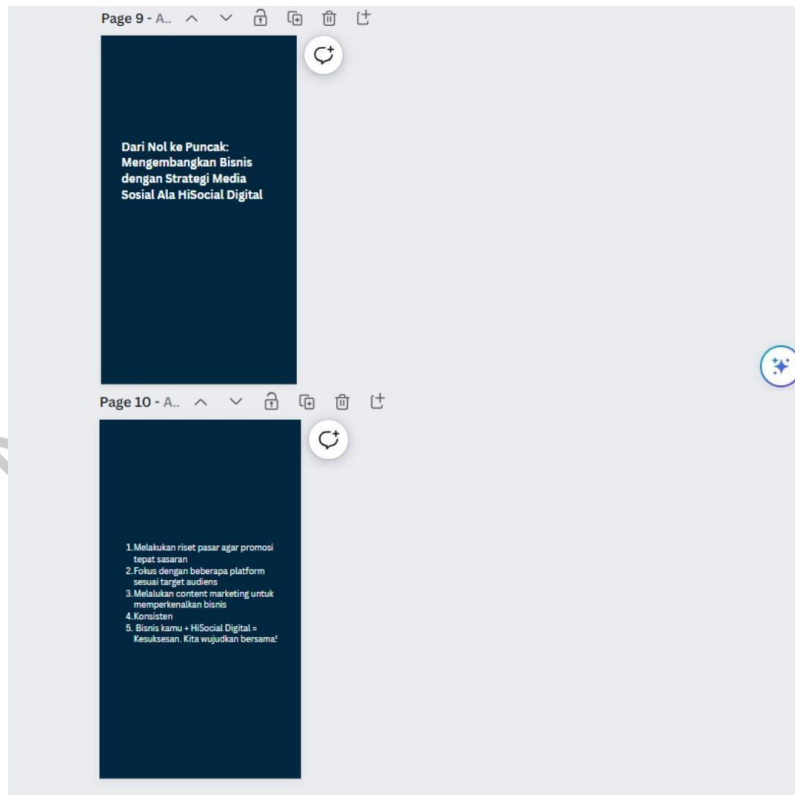 Page 9 - A..
Dari Nol ke Puncak:
Mengembangkan Bisnis
dengan Strategi Media
Sosial Ala HiSocial Digital
Page 10 - A..
1.Melakukan riset pasar agar promosi
tepat sasaran
2.Fokus dengan beberapa platform
sesuai target audiens
3.Melalukan content marketing untuk
memperkenalkan bisnis
4.Konsisten
5. Bisnis kamu + HiSocial Digital =
Kesuksesan. Kita wujudkan bersama!